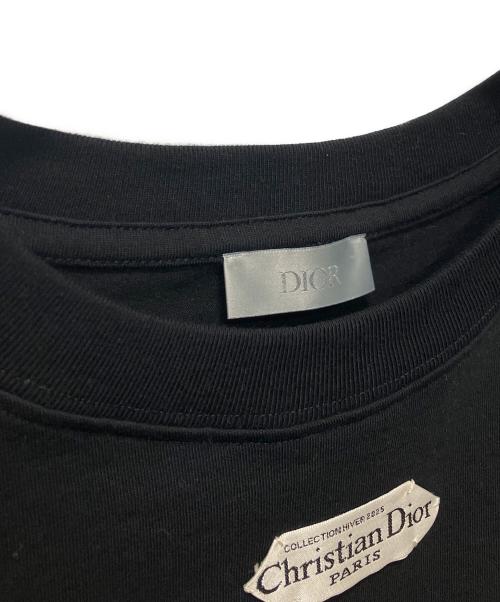 DIOR
COLLECTION HIVER 2025
Christian Dior
PARIS